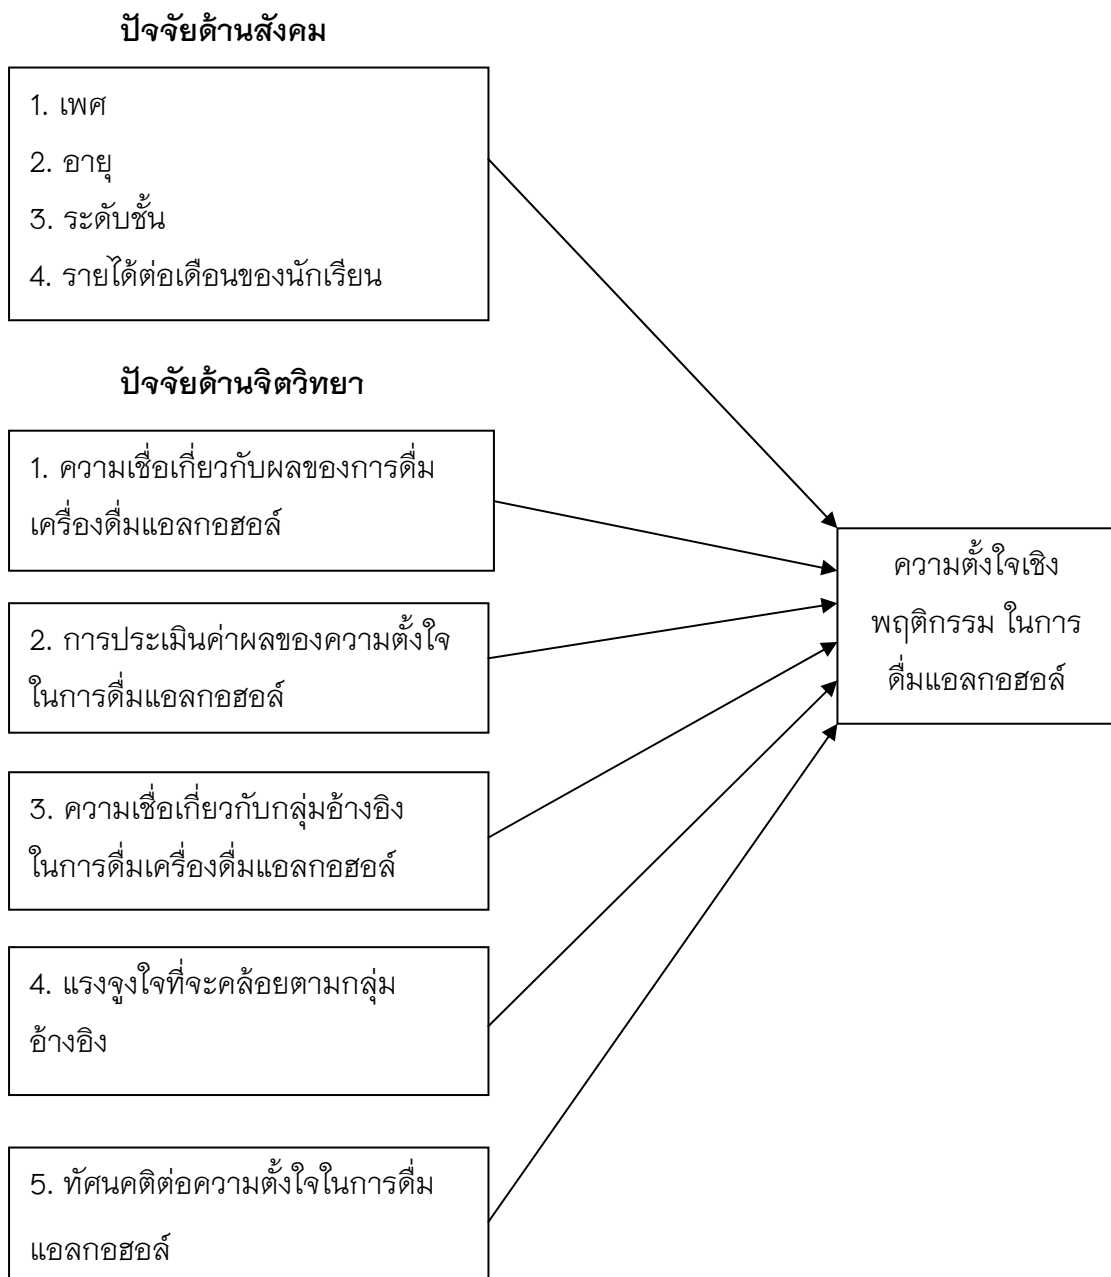 ปัจจัยด้านสังคม
1. เพศ
2. อายุ
3. ระดับชั้น
4. รายได้ต่อเดือนของนักเรียน
ปัจจัยด้านจิตวิทยา
1. ความเชื่อเกี่ยวกับผลของการดื่ม
เครื่องดื่มแอลกอฮอล์
2. การประเมินค่าผลของความตั้งใจ
ในการดื่มแอลกอฮอล์
3. ความเชื่อเกี่ยวกับกลุ่มอ้างอิง
ในการดื่มเครื่องดื่มแอลกอฮอล์
4. แรงจูงใจที่จะคล้อยตามกลุ่ม
อ้างอิง
5. ทัศนคติต่อความตั้งใจในการดื่ม
แอลกอฮอล์
ความตั้งใจเชิง
พฤติกรรม ในการ
ดื่มแอลกอฮอล์